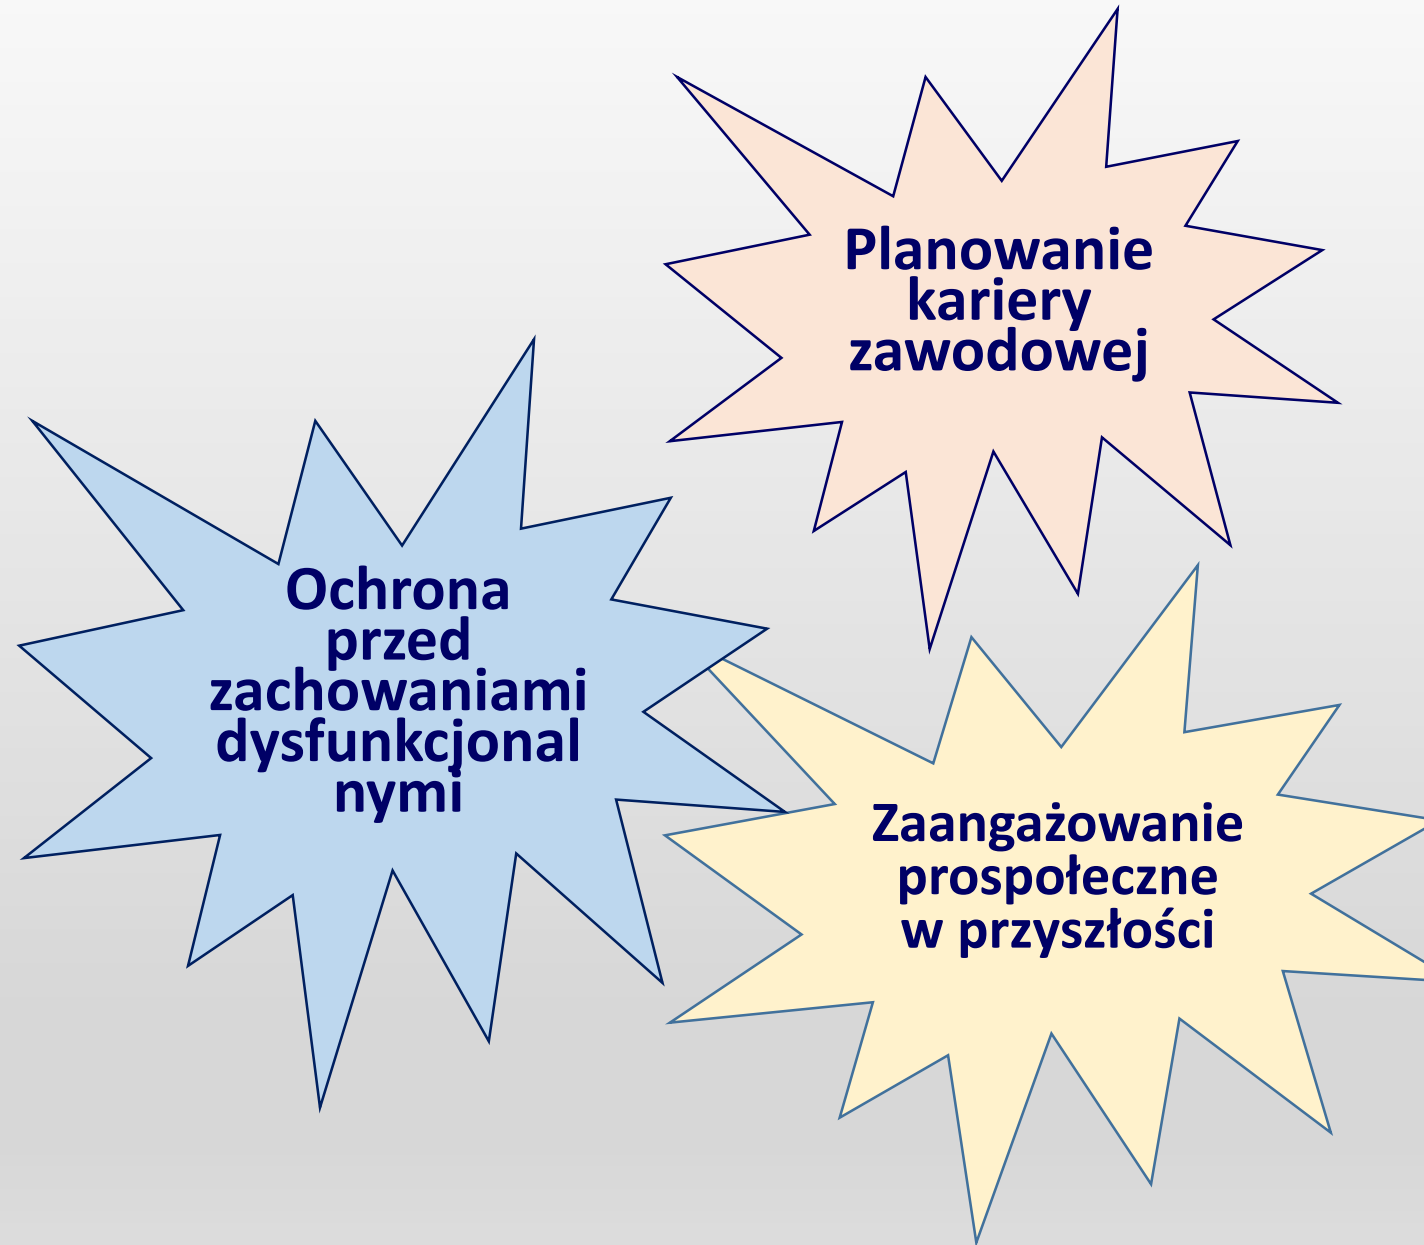 Planowanie
kariery
zawodowej
Ochrona
przed
zachowaniami
dysfunkcjonal
nymi
Zaangażowanie
prospołeczne
w przyszłości